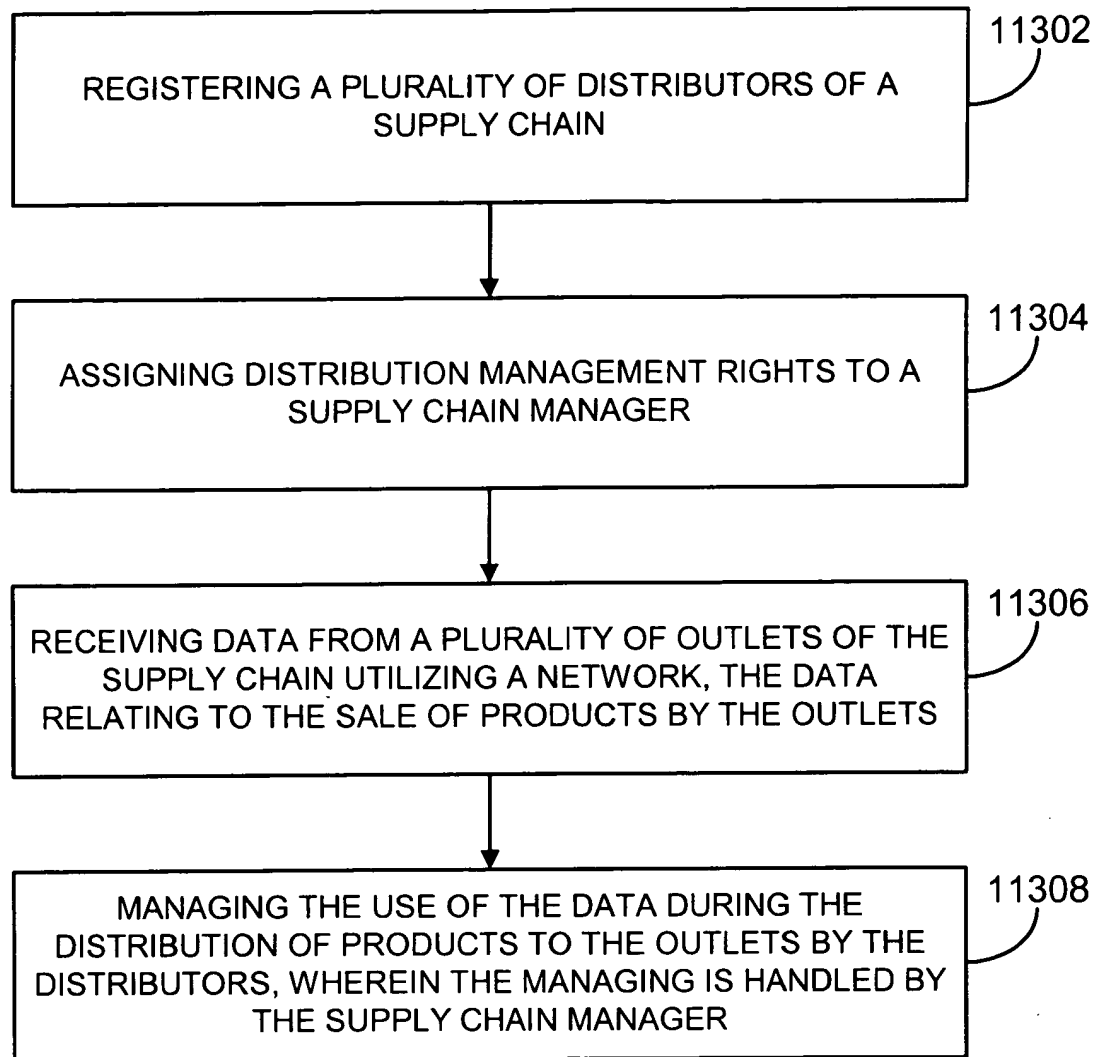 11302
REGISTERING A PLURALITY OF DISTRIBUTORS OF A
SUPPLY CHAIN
11304
ASSIGNING DISTRIBUTION MANAGEMENT RIGHTS TO A
SUPPLY CHAIN MANAGER
11306
RECEIVING DATA FROM A PLURALITY OF OUTLETS OF THE
SUPPLY CHAIN UTILIZING A NETWORK, THE DATA
RELATING TO THE SALE OF PRODUCTS BY THE OUTLETS
11308
MANAGING THE USE OF THE DATA DURING THE
DISTRIBUTION OF PRODUCTS TO THE OUTLETS BY THE
DISTRIBUTORS, WHEREIN THE MANAGING IS HANDLED BY
THE SUPPLY CHAIN MANAGER